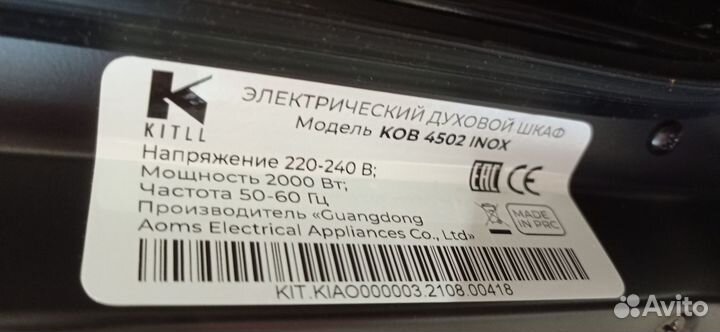 KITLL
ЭЛЕКТРИЧЕСКИЙ ДУХОВОЙ ШКАФ
Модель KOB 4502 INOX
Напряжение 220-240 В;
Мощность 2000 Вт;
Частота 50-60 Гц
Производитель «Guangdong
Aoms Electrical Appliances Co., Ltd»
EAC CE
MADE
IN PRC
KIT.KIAO000003.2108.00418
Avito